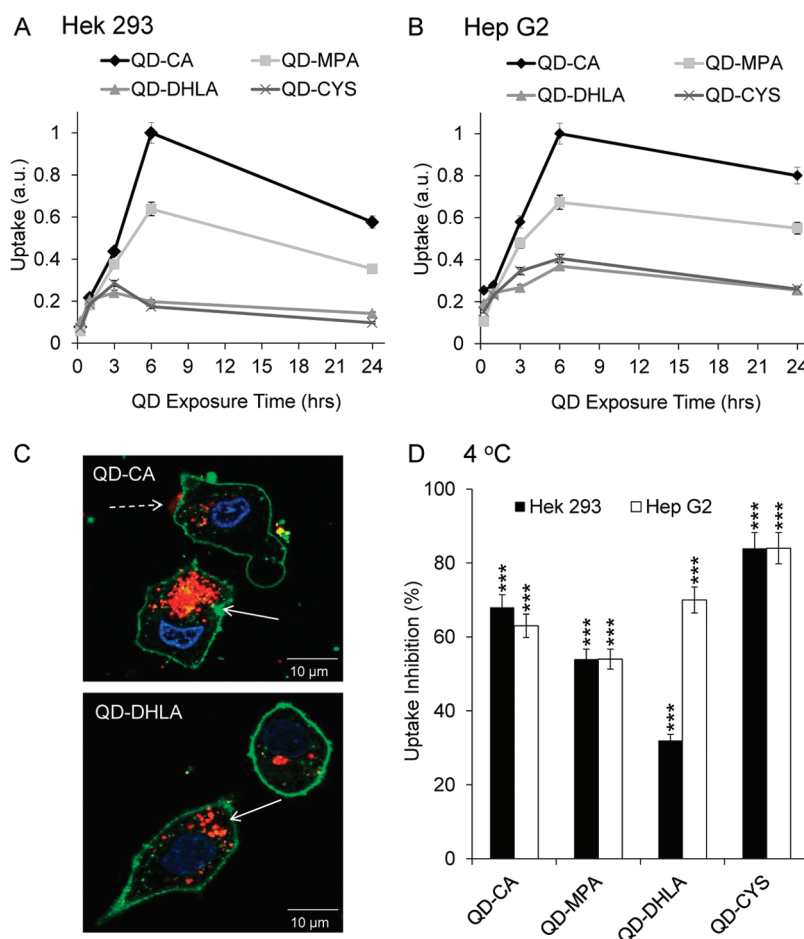 A Hek 293
QD-CA QD-MPA
QD-DHLA QD-CYS
Uptake (a.u.)
1
0.8
0.6
0.4
0.2
0
0 3 6 9 12 15 18 21 24
QD Exposure Time (hrs)
B Hep G2
QD-CA QD-MPA
QD-DHLA QD-CYS
Uptake (a.u.)
1
0.8
0.6
0.4
0.2
0
0 3 6 9 12 15 18 21 24
QD Exposure Time (hrs)
C
QD-CA
10 µm
QD-DHLA
10 µm
D 4 °C
Hek 293 Hep G2
Uptake Inhibition (%)
100
80
60
40
20
0
*** *** *** *** *** *** *** ***
QD-CA QD-MPA QD-DHLA QD-CYS